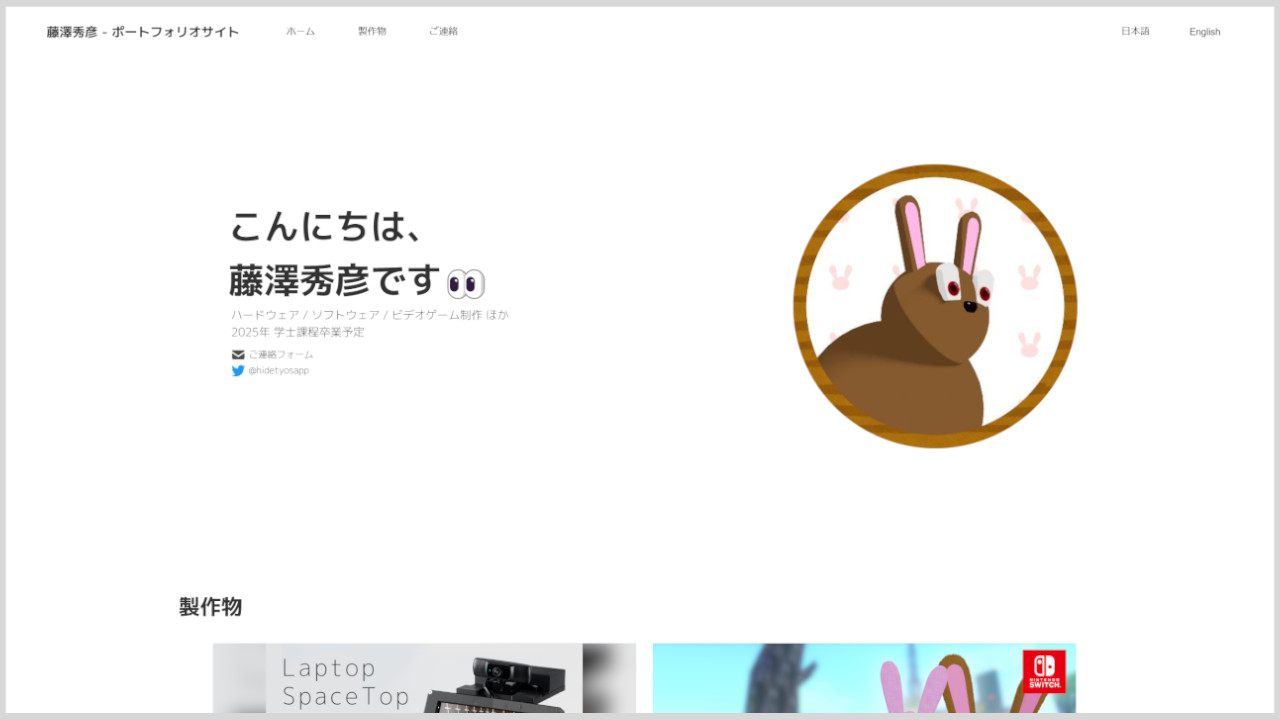 藤澤秀彦 - ポートフォリオサイト
ホーム
製作物
ご連絡
日本語
English
こんにちは、
藤澤秀彦です👀
ハードウェア / ソフトウェア / ビデオゲーム制作 ほか
2025年 学士課程卒業予定
ご連絡フォーム
@hidetyosapp
製作物
Laptop
SpaceTop
NINTENDO
SWITCH